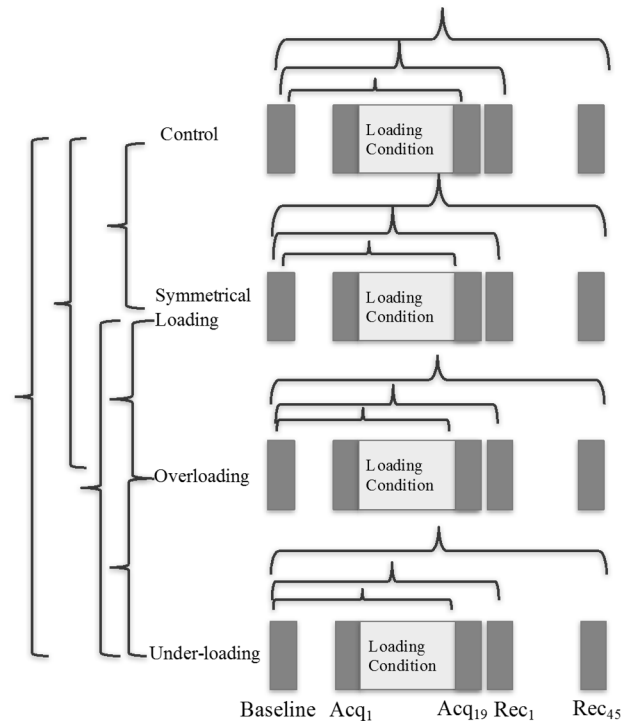 Control
Loading
Condition
Symmetrical
Loading
Loading
Condition
Overloading
Loading
Condition
Under-loading
Loading
Condition
Baseline Acq1 Acq19 Rec1 Rec45